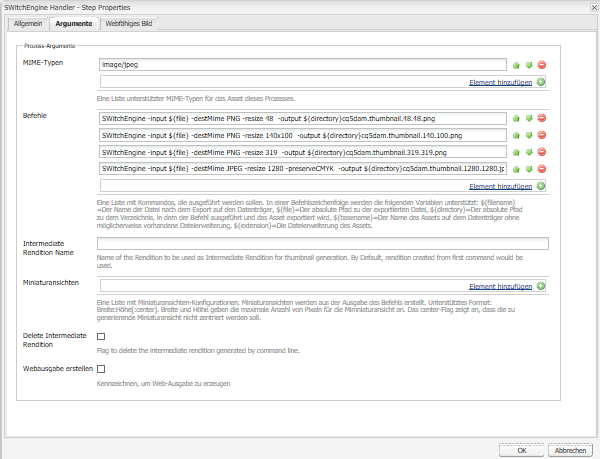 SWitchEngine Handler - Step Properties
Allgemein Argumente Webfähiges Bild
Prozess-Argumente
MIME-Typen image/jpeg
Element hinzufügen
Eine Liste unterstützter MIME-Typen für das Asset dieses Prozesses.
Befehle SWitchEngine -input ${file} -destMime PNG -resize 48 -output ${directory}cq5dam.thumbnail.48.48.png
SWitchEngine -input ${file} -destMime PNG -resize 140x100 -output ${directory}cq5dam.thumbnail.140.100.png
SWitchEngine -input ${file} -destMime PNG -resize 319 -output ${directory}cq5dam.thumbnail.319.319.png
SWitchEngine -input ${file} -destMime JPEG -resize 1280 -preserveCMYK -output ${directory}cq5dam.thumbnail.1280.1280.jp
Element hinzufügen
Eine Liste mit Kommandos, die ausgeführt werden sollen. In einer Befehlszeichenfolge werden die folgenden Variablen unterstützt: ${filename}
=Der Name der Datei nach dem Export auf den Datenträger, ${file}=Der absolute Pfad zu der exportierten Datei, ${directory}=Der absolute Pfad
zu dem Verzeichnis, in dem der Befehl ausgeführt und das Asset exportiert wird, ${basename}=Der Name des Assets auf dem Datenträger ohne
möglicherweise vorhandene Dateierweiterung, ${extension}=Die Dateierweiterung des Assets.
Intermediate
Rendition Name
Name of the Rendition to be used as Intermediate Rendition for thumbnail generation. By Default, rendition created from first command would be
used.
Miniaturansichten Element hinzufügen
Eine Liste mit Miniaturansichten-Konfigurationen. Miniaturansichten werden aus der Ausgabe des Befehls erstellt. Unterstütztes Format:
Breite:Höhe[:center]. Breite und Höhe geben die maximale Anzahl von Pixeln für die Miminiaturansicht an. Das center-Flag zeigt an, dass die zu
generierende Miniaturansicht nicht zentriert werden soll.
Delete Intermediate
Rendition
Flag to delete the intermediate rendition generated by command line.
Webausgabe erstellen
Kennzeichnen, um Web-Ausgabe zu erzeugen
OK Abbrechen